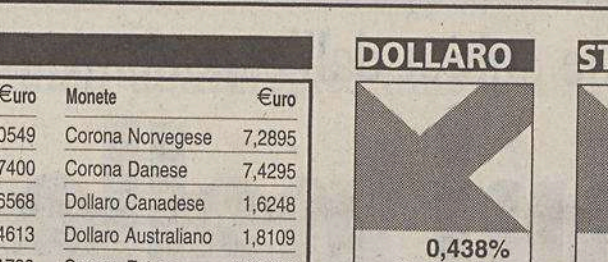 DOLLARO
€uro Monete €uro
0549 Corona Norvegese 7,2895
7400 Corona Danese 7,4295
6568 Dollaro Canadese 1,6248
4613 Dollaro Australiano 1,8109
0,438%